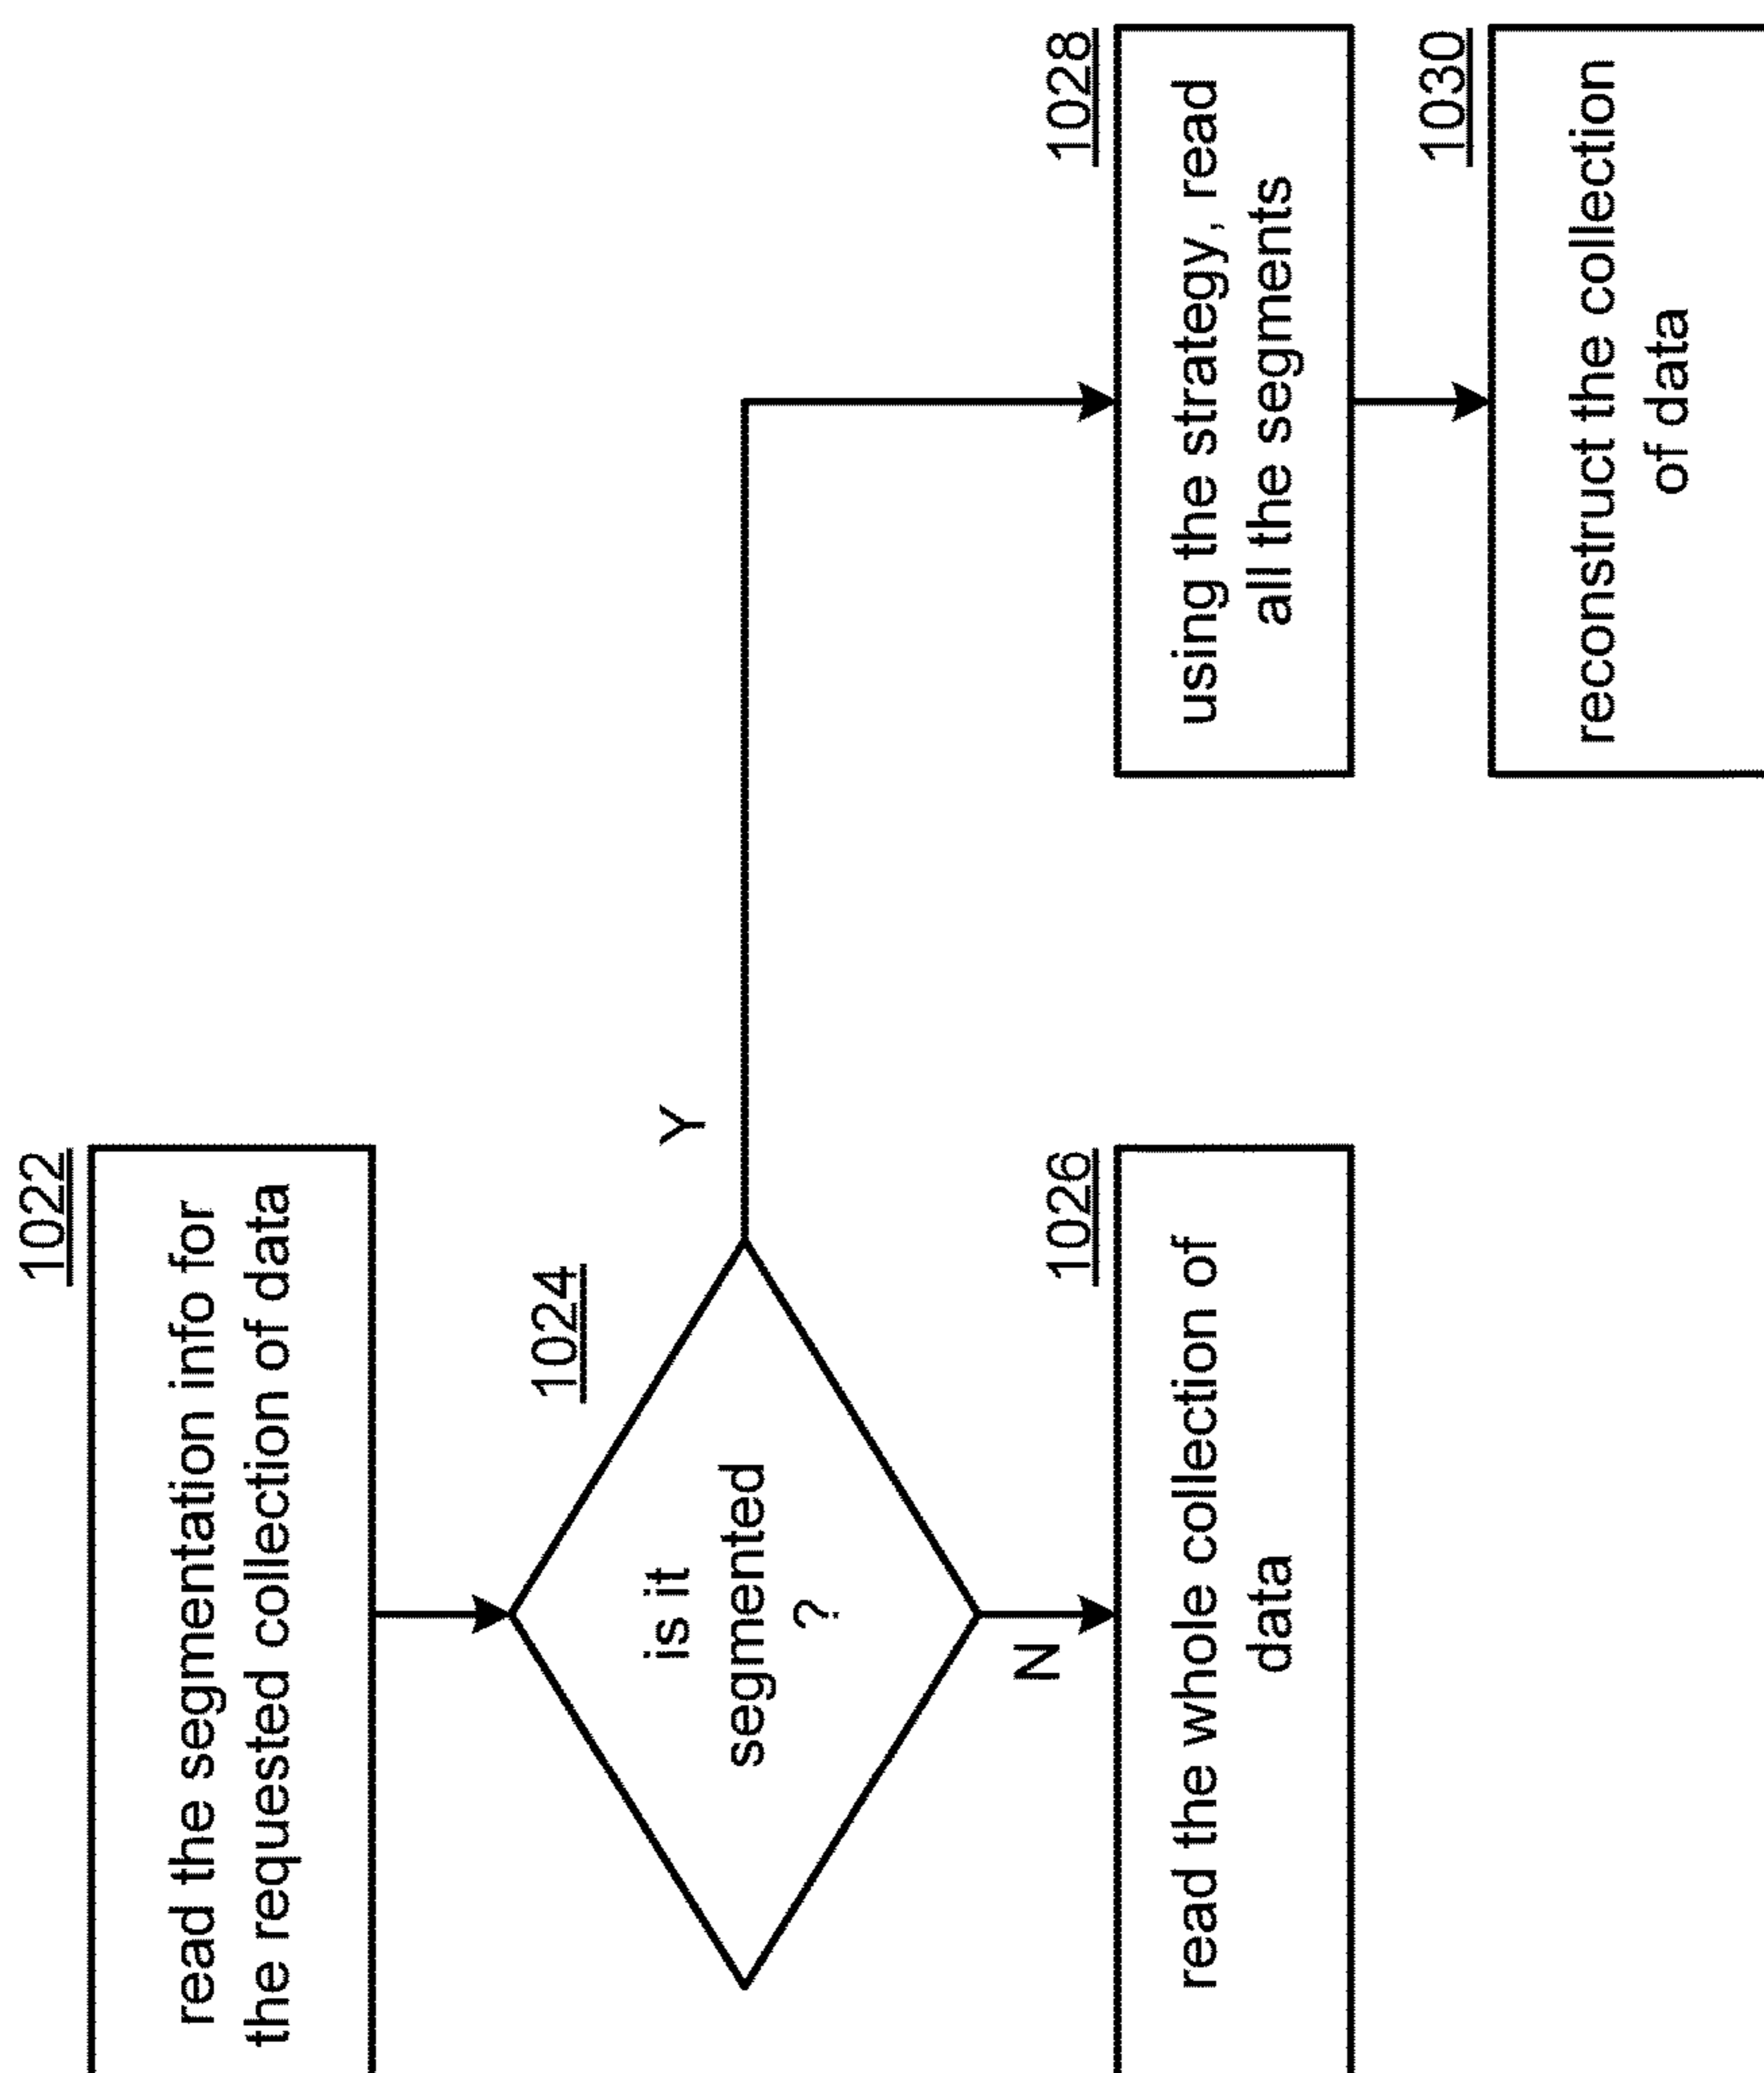 1022
read the segmentation info for
the requested collection of data
1024
is it
segmented
?
Y
N
1026
read the whole collection of
data
1028
using the strategy, read
all the segments
1030
reconstruct the collection
of data